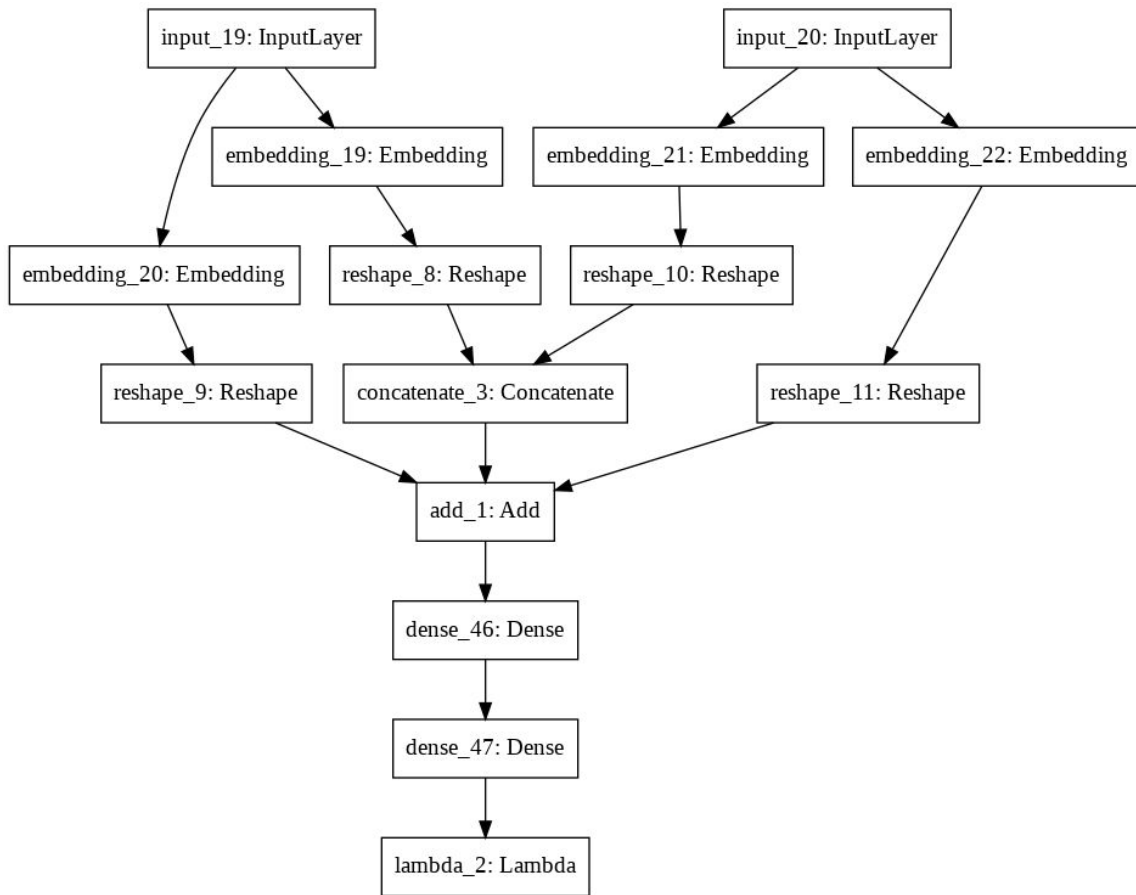 input_19: InputLayer
input_20: InputLayer
embedding_19: Embedding
embedding_21: Embedding
embedding_22: Embedding
embedding_20: Embedding
reshape_8: Reshape
reshape_10: Reshape
reshape_9: Reshape
concatenate_3: Concatenate
reshape_11: Reshape
add_1: Add
dense_46: Dense
dense_47: Dense
lambda_2: Lambda